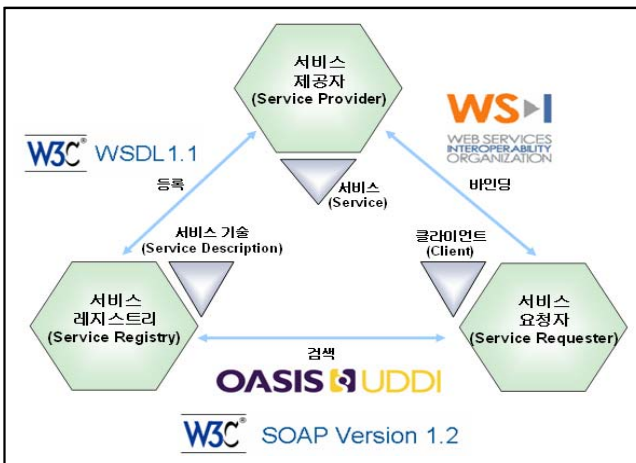 서비스
제공자
(Service Provider)
WS I
WEB SERVICES
INTEROPERABILITY
ORGANIZATION
W3C® WSDL1.1
등록
서비스
(Service)
바인딩
서비스 기술
(Service Description)
클라이언트
(Client)
서비스
레지스트리
(Service Registry)
서비스
요청자
(Service Requester)
검색
OASIS UDDI
W3C® SOAP Version 1.2